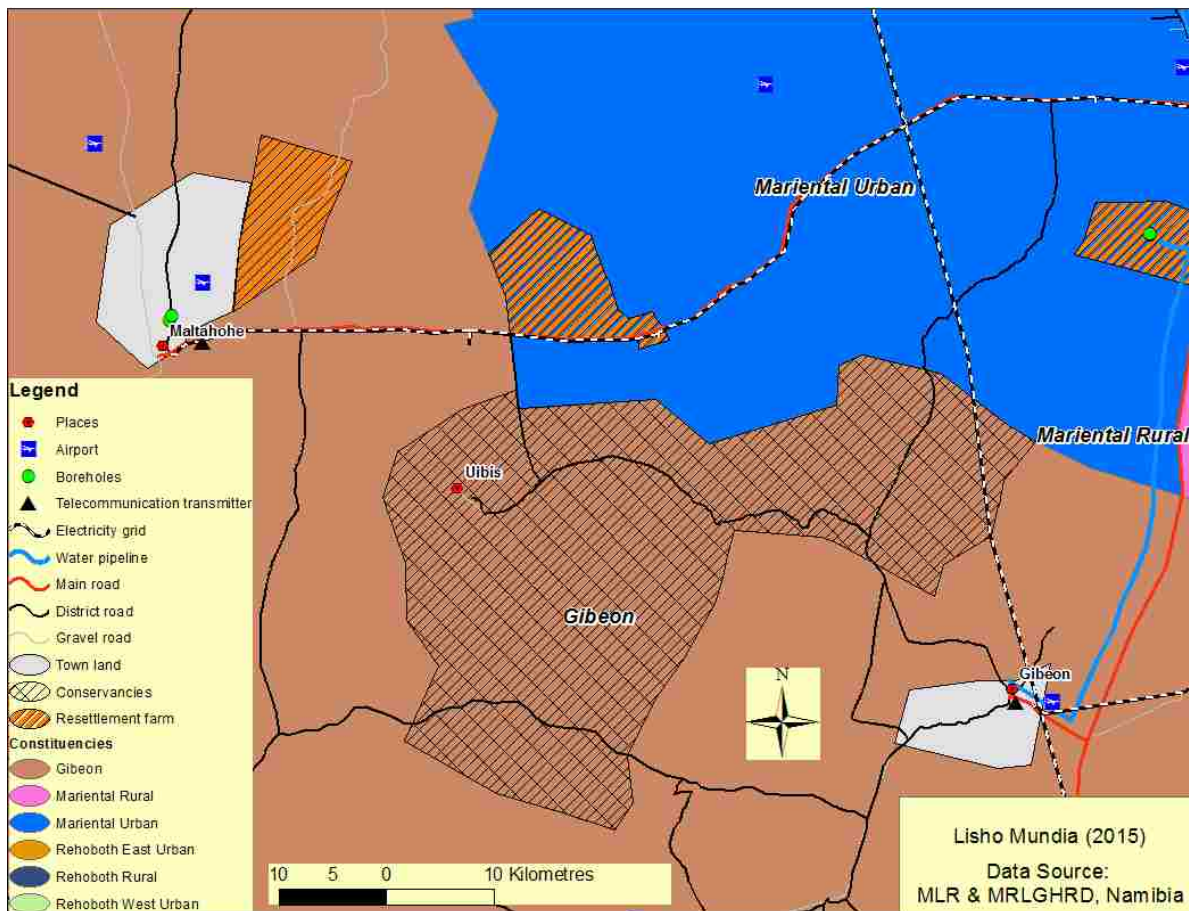 Mariental Urban
Maltahohe
Mariental Rural
Uibis
Gibeon
N
Gibeon
Legend
Places
Airport
Boreholes
Telecommunication transmitter
Electricity grid
Water pipeline
Main road
District road
Gravel road
Town land
Conservancies
Resettlement farm
Constituencies
Gibeon
Mariental Rural
Mariental Urban
Rehoboth East Urban
Rehoboth Rural
Rehoboth West Urban
10 5 0 10 Kilometres
Lisho Mundia (2015)
Data Source:
MLR & MRLGHRD, Namibia